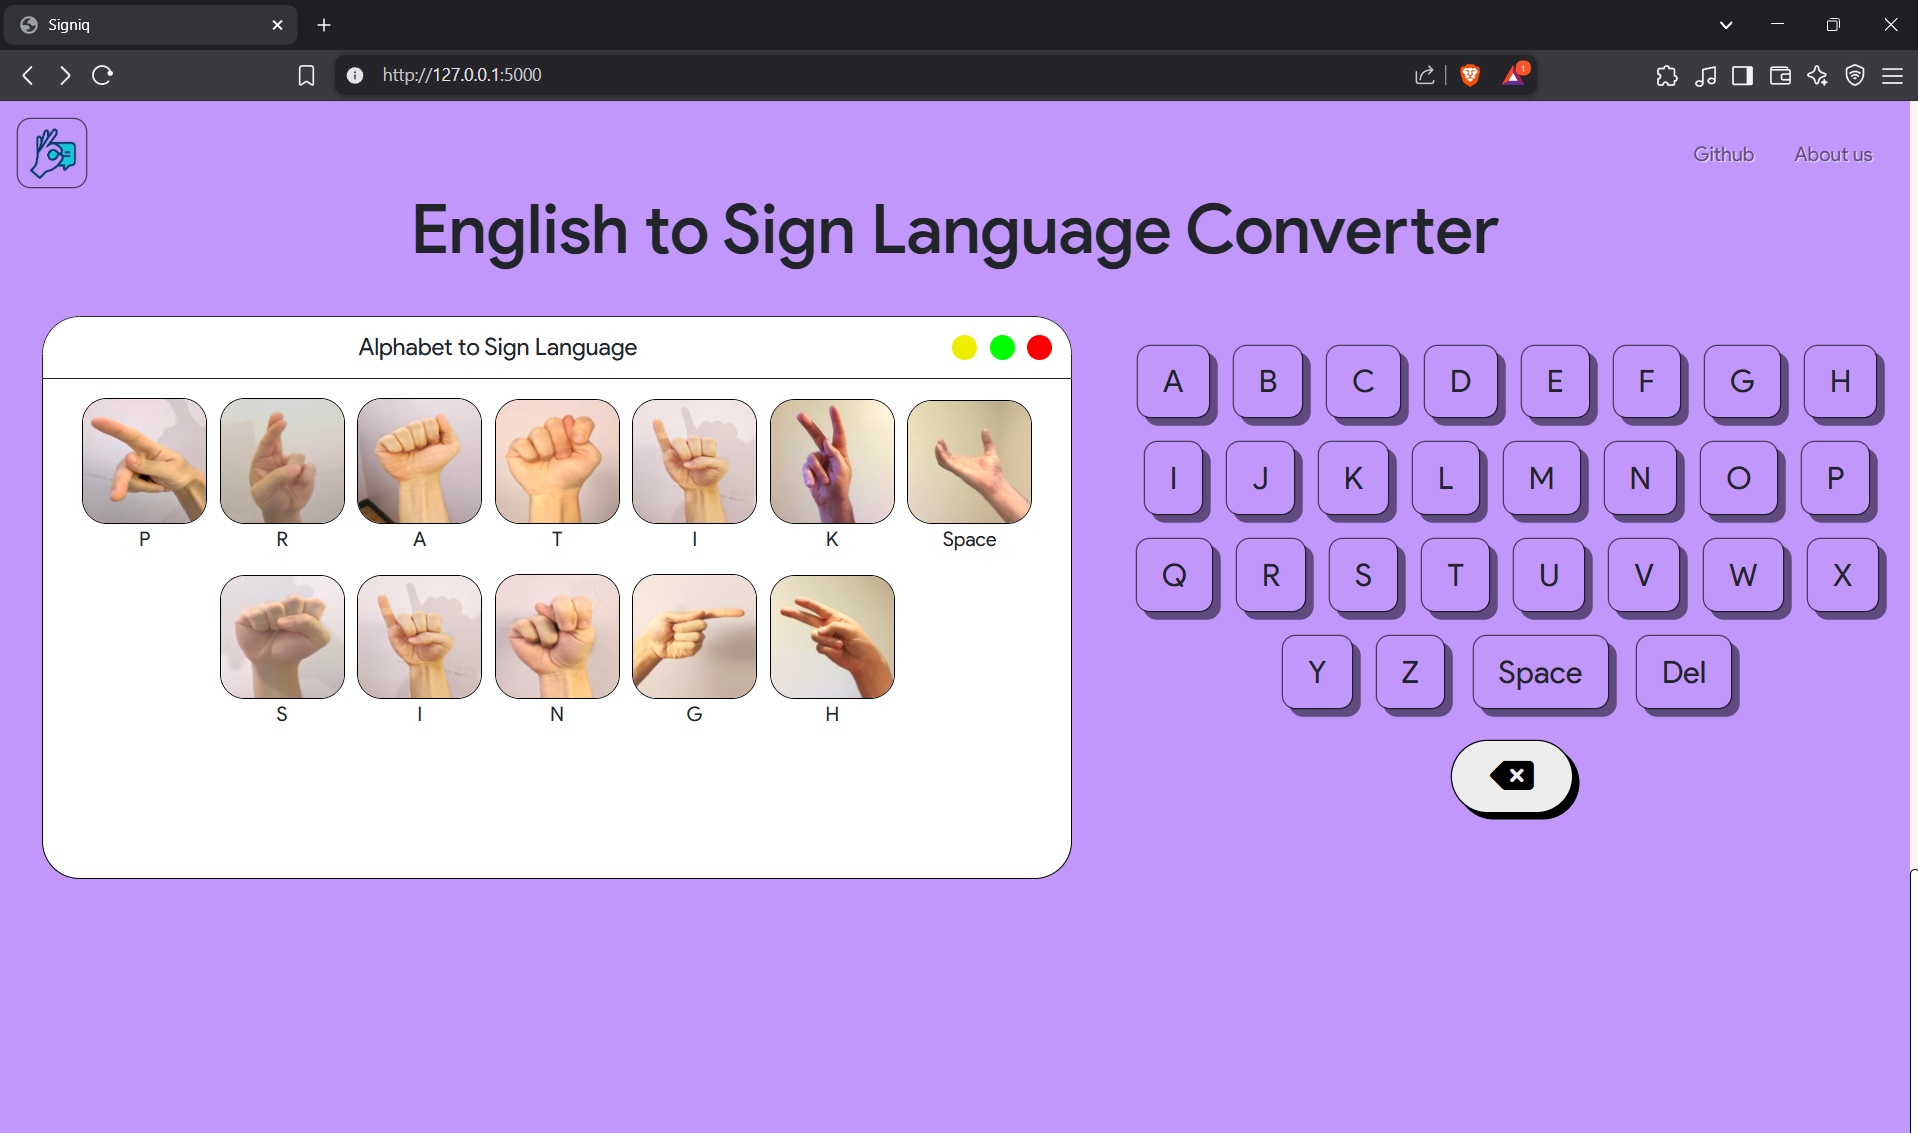 Signiq
http://127.0.0.1:5000
1
Github About us
English to Sign Language Converter
Alphabet to Sign Language
P R A T I K Space
S I N G H
A B C D E F G H
I J K L M N O P
Q R S T U V W X
Y Z Space Del